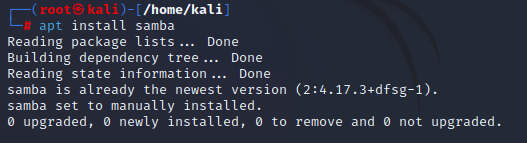 ┌──(root㉿kali)-[/home/kali]
└─# apt install samba
Reading package lists... Done
Building dependency tree... Done
Reading state information... Done
samba is already the newest version (2:4.17.3+dfsg-1).
samba set to manually installed.
0 upgraded, 0 newly installed, 0 to remove and 0 not upgraded.